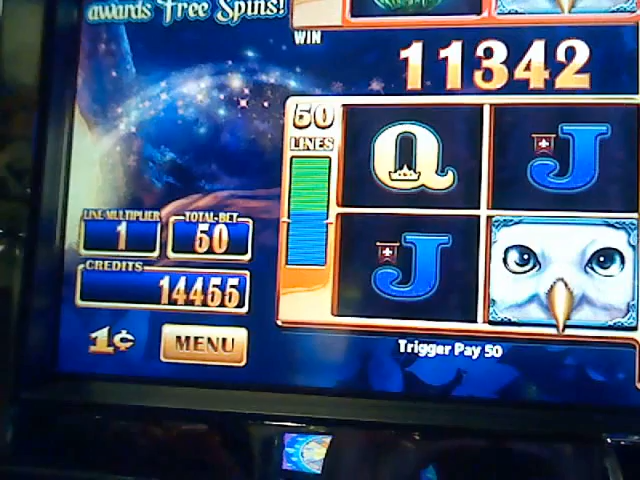 awards Free Spins!
WIN
11342
50
LINES
Q
J
LINE MULTIPLIER
1
TOTAL BET
50
J
CREDITS
14455
1¢
MENU
Trigger Pay 50